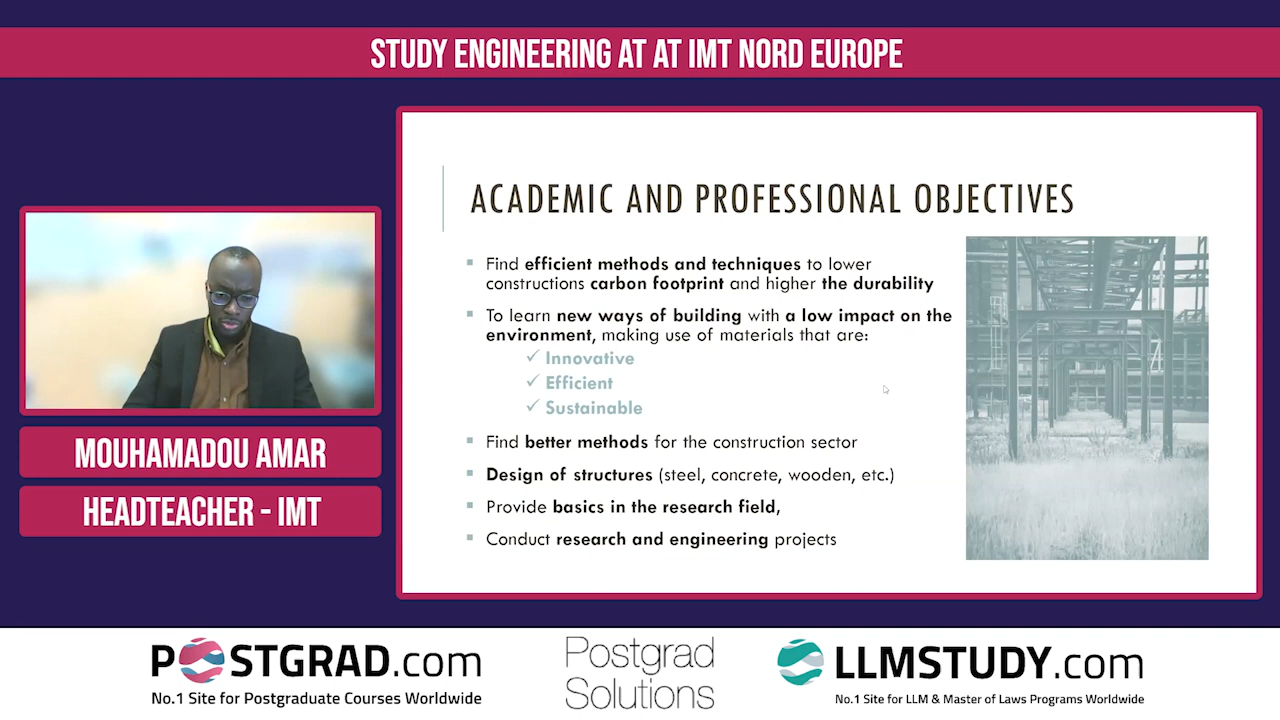 STUDY ENGINEERING AT AT IMT NORD EUROPE
ACADEMIC AND PROFESSIONAL OBJECTIVES
Find efficient methods and techniques to lower
constructions carbon footprint and higher the durability
To learn new ways of building with a low impact on the
environment, making use of materials that are:
✓ Innovative
✓ Efficient
✓ Sustainable
Find better methods for the construction sector
Design of structures (steel, concrete, wooden, etc.)
Provide basics in the research field,
Conduct research and engineering projects
MOUHAMADOU AMAR
HEADTEACHER - IMT
POSTGRAD.com
No.1 Site for Postgraduate Courses Worldwide
Postgrad
Solutions
LLMSTUDY.com
No.1 Site for LLM & Master of Laws Programs Worldwide